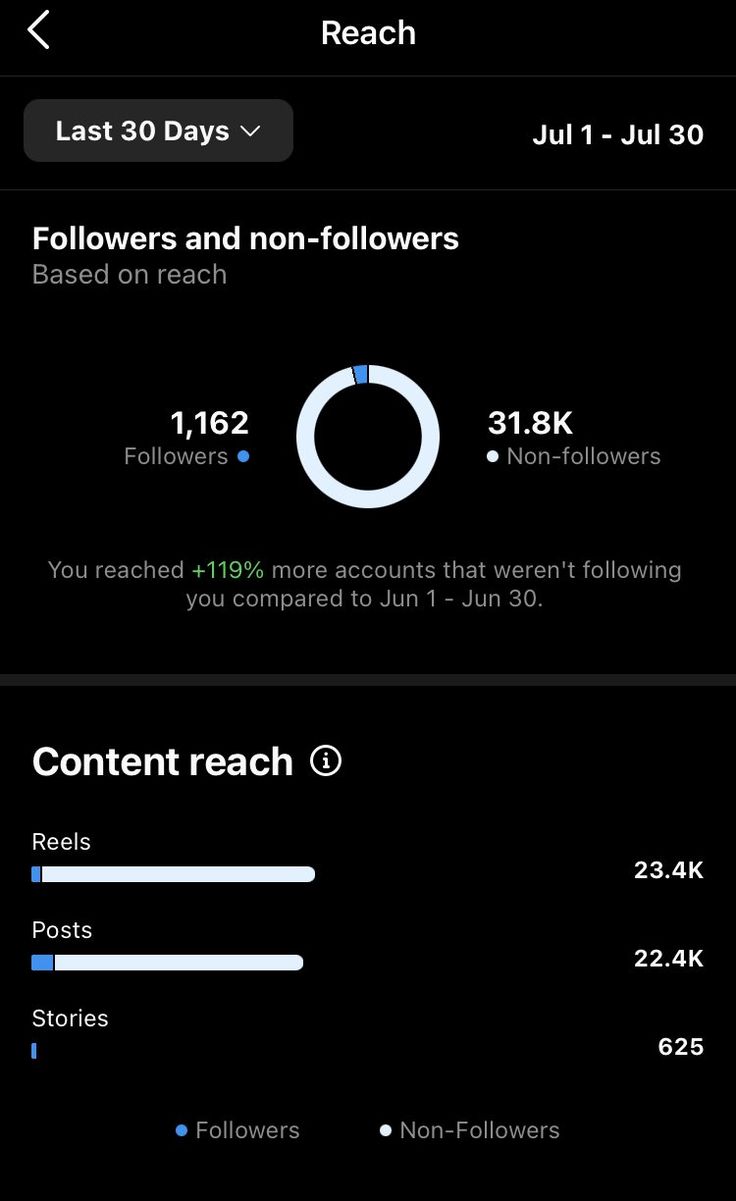 Reach
Last 30 Days
Jul 1 - Jul 30
Followers and non-followers
Based on reach
1,162
Followers
31.8K
Non-followers
You reached +119% more accounts that weren't following
you compared to Jun 1 - Jun 30.
Content reach
Reels
23.4K
Posts
22.4K
Stories
625
Followers
Non-Followers